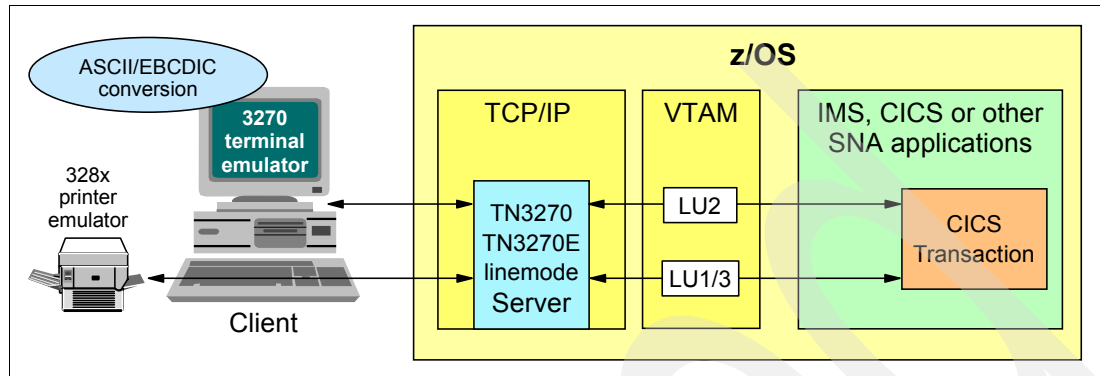 ASCII/EBCDIC
conversion
3270
terminal
emulator
328x
printer
emulator
Client
z/OS
TCP/IP
TN3270
TN3270E
linemode
Server
VTAM
LU2
LU1/3
IMS, CICS or other
SNA applications
CICS
Transaction